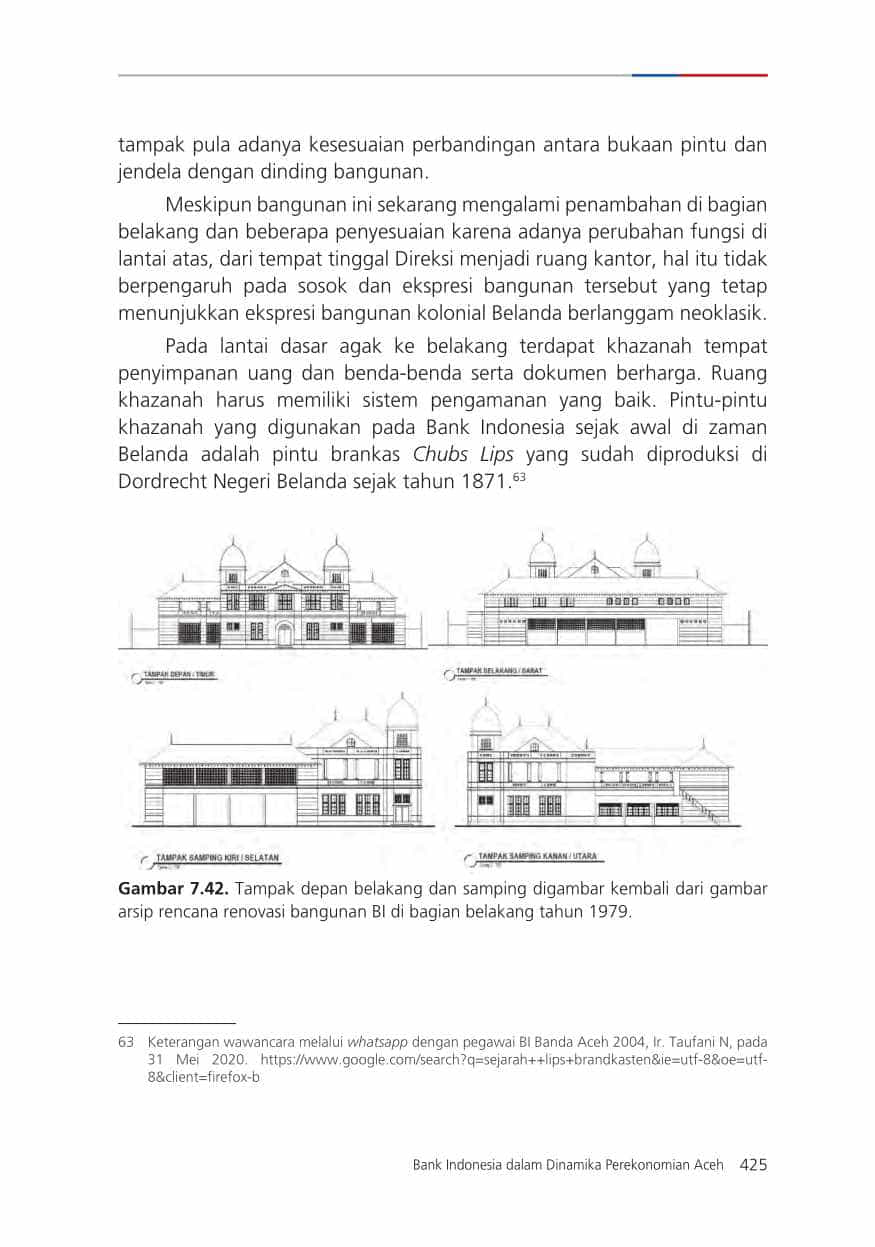 tampak pula adanya kesesuaian perbandingan antara bukaan pintu dan
jendela dengan dinding bangunan.
Meskipun bangunan ini sekarang mengalami penambahan di bagian
belakang dan beberapa penyesuaian karena adanya perubahan fungsi di
lantai atas, dari tempat tinggal Direksi menjadi ruang kantor, hal itu tidak
berpengaruh pada sosok dan ekspresi bangunan tersebut yang tetap
menunjukkan ekspresi bangunan kolonial Belanda berlanggam neoklasik.
Pada lantai dasar agak ke belakang terdapat khazanah tempat
penyimpanan uang dan benda-benda serta dokumen berharga. Ruang
khazanah harus memiliki sistem pengamanan yang baik. Pintu-pintu
khazanah yang digunakan pada Bank Indonesia sejak awal di zaman
Belanda adalah pintu brankas Chubs Lips yang sudah diproduksi di
Dordrecht Negeri Belanda sejak tahun 1871.63
TAMPAK DEPAN / TIMUR
TAMPAK BELAKANG / BARAT
TAMPAK SAMPING KIRI / SELATAN
TAMPAK SAMPING KANAN / UTARA
Gambar 7.42. Tampak depan belakang dan samping digambar kembali dari gambar
arsip rencana renovasi bangunan BI di bagian belakang tahun 1979.
63 Keterangan wawancara melalui whatsapp dengan pegawai BI Banda Aceh 2004, Ir. Taufani N, pada
31 Mei 2020. https://www.google.com/search?q=sejarah++lips+brandkasten&ie=utf-8&oe=utf-
8&client=firefox-b
Bank Indonesia dalam Dinamika Perekonomian Aceh 425